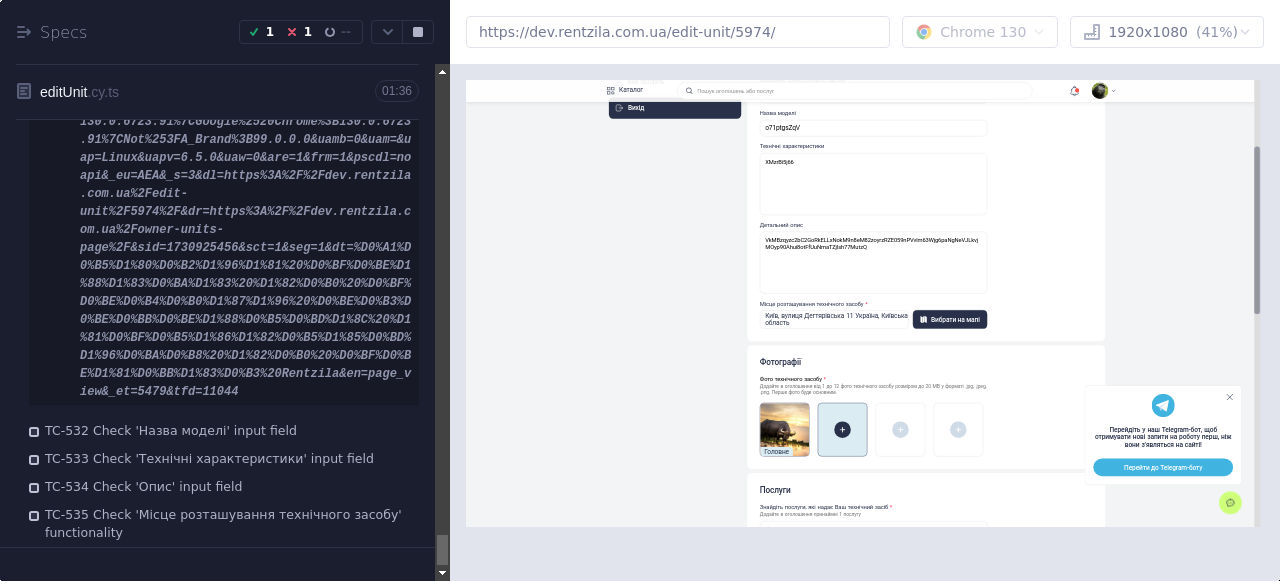 Specs
1
1
--
https://dev.rentzila.com.ua/edit-unit/5974/
Chrome 130
1920x1080 (41%)
editUnit.cy.ts
01:36
130.0.6723.91%7CGoogle%2520Chrome%3B130.0.6723
.91%7CNot%253FA_Brand%3B99.0.0.0&uamb=0&uam=&u
ap=Linux&uapv=6.5.0&uaw=0&are=1&frm=1&pscdl=no
api&_eu=AEA&_s=3&dl=https%3A%2F%2Fdev.rentzila
.com.ua%2Fedit-
unit%2F5974%2F&dr=https%3A%2F%2Fdev.rentzila.c
om.ua%2Fowner-units-
page%2F&sid=1730925456&sct=1&seg=1&dt=%D0%A1%D
0%B5%D1%80%D0%B2%D1%96%D1%81%20%D0%BF%D0%BE%D1
%88%D1%83%D0%BA%D1%83%20%D1%82%D0%B0%20%D0%BF%
D0%BE%D0%B4%D0%B0%D1%87%D1%96%20%D0%BE%D0%B3%D
0%BE%D0%BB%D0%BE%D1%88%D0%B5%D0%BD%D1%8C%20%D1
%81%D0%BF%D0%B5%D1%86%D1%82%D0%B5%D1%85%D0%BD%
D1%96%D0%BA%D0%B8%20%D1%82%D0%B0%20%D0%BF%D0%B
E%D1%81%D0%BB%D1%83%D0%B3%20Rentzila&en=page_v
iew&_et=5479&tfd=11044
TC-532 Check 'Назва моделі' input field
TC-533 Check 'Технічні характеристики' input field
TC-534 Check 'Опис' input field
TC-535 Check 'Місце розташування технічного засобу'
functionality
Каталог
Пошук оголошень або послуг
Вихід
Назва моделі
o71ptgsZqV
Технічні характеристики
XMzrBi5j66
Детальний опис
Місце розташування технічного засобу *
Київ, вулиця Дегтярівська 11 Україна, Київська
область
Вибрати на мапі
Фотографії
Фото технічного засобу *
Додайте в оголошення від 1 до 12 фото технічного засобу розміром до 20 МВ у форматі .jpg, .jpeg,
.png. Перше фото буде основним.
Головне
Послуги
Знайдіть послуги, які надає Ваш технічний засіб *
Додайте в оголошення принаймні 1 послугу
Перейдіть у наш Telegram-бот, щоб
отримувати нові запити на роботу перш, ніж
вони з'являться на сайті!
Перейти до Telegram-боту